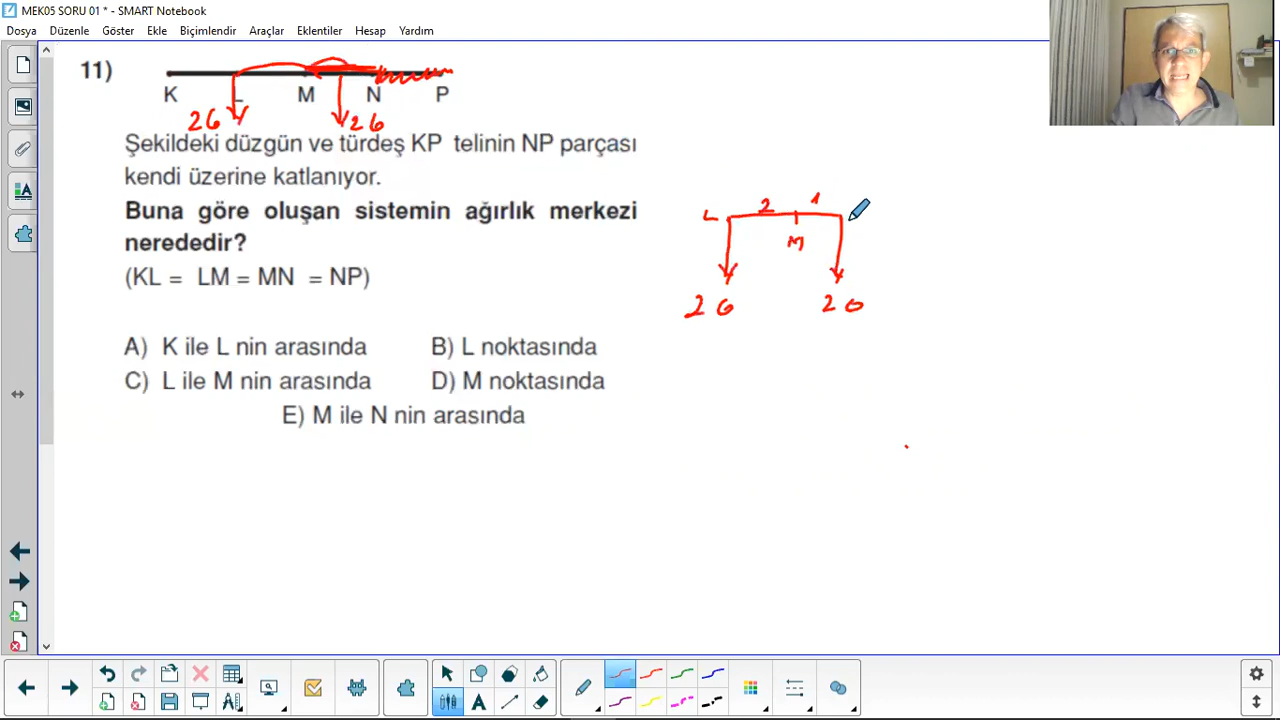 MEK05 SORU 01 * - SMART Notebook
Dosya Düzenle Göster Ekle Biçimlendir Araçlar Eklentiler Hesap Yardım
11)
K L M N P
2G 2G
Şekildeki düzgün ve türdeş KP telinin NP parçası
kendi üzerine katlanıyor.
Buna göre oluşan sistemin ağırlık merkezi
nerededir?
(KL = LM = MN = NP)
L 2 1
M
2G 2G
A) K ile L nin arasında B) L noktasında
C) L ile M nin arasında D) M noktasında
E) M ile N nin arasında